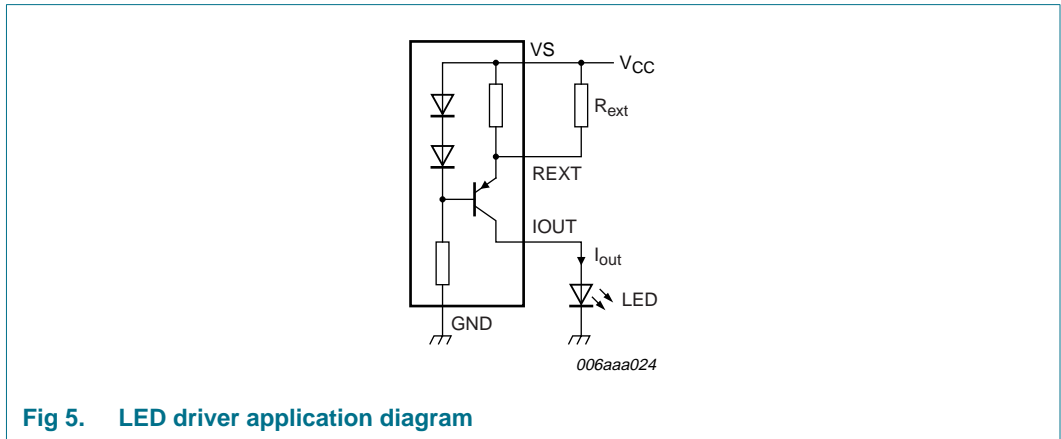 VS
VCC
Rext
REXT
IOUT
Iout
LED
GND
006aaa024
Fig 5. LED driver application diagram